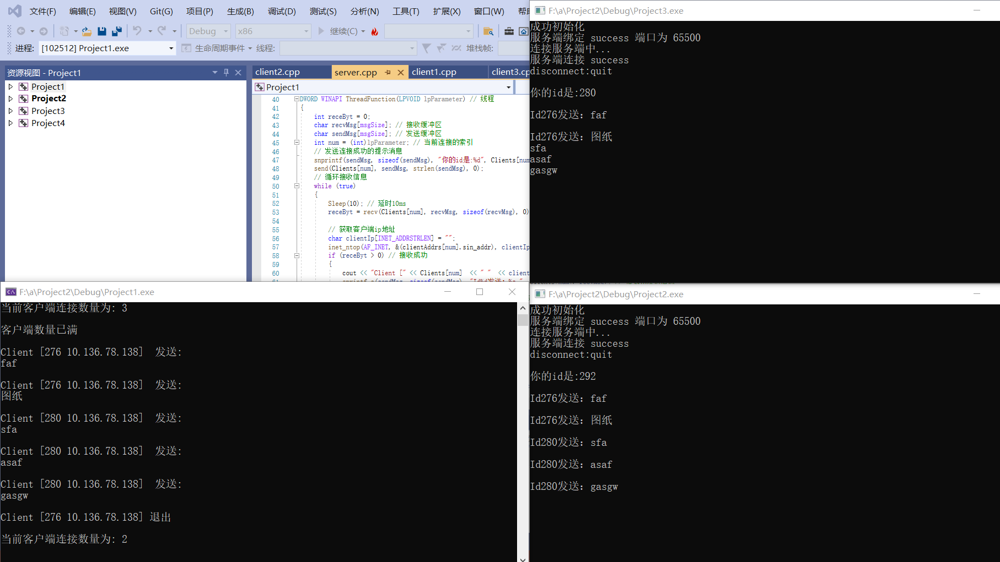 文件(F) 编辑(E) 视图(V) Git(G) 项目(P) 生成(B) 调试(D) 测试(S) 分析(N) 工具(T) 扩展(X) 窗口(W)
Debug x86 继续(C)
进程: [102512] Project1.exe 生命周期事件 线程: 堆栈帧:
资源视图 - Project1
Project1
Project2
Project3
Project4
client2.cpp server.cpp client1.cpp client3.cp
Project1
40 DWORD WINAPI ThreadFunction(LPVOID lpParameter) // 线程
41 {
42 int receByt = 0;
43 char recvMsg[msgSize]; // 接收缓冲区
44 char sendMsg[msgSize]; // 发送缓冲区
45 int num = (int)lpParameter; // 当前连接的索引
46 // 发送连接成功的提示消息
47 snprintf(sendMsg, sizeof(sendMsg), "你的id是:%d", Clients[num
48 send(Clients[num], sendMsg, strlen(sendMsg), 0);
49 // 循环接收信息
50 while (true)
51 {
52 Sleep(10); // 延时10ms
53 receByt = recv(Clients[num], recvMsg, sizeof(recvMsg), 0)
54
55 // 获取客户端ip地址
56 char clientIp[INET_ADDRSTRLEN] = "";
57 inet_ntop(AF_INET, &(clientAddrs[num].sin_addr), clientIp
58 if (receByt > 0) // 接收成功
59 {
60 cout << "Client [" << Clients[num] << " " << client
F:\a\Project2\Debug\Project3.exe
成功初始化
服务端绑定 success 端口为 65500
连接服务端中...
服务端连接 success
disconnect:quit
你的id是:280
Id276发送: faf
Id276发送: 图纸
sfa
asaf
gasgw
F:\a\Project2\Debug\Project1.exe
当前客户端连接数量为: 3
客户端数量已满
Client [276 10.136.78.138] 发送:
faf
Client [276 10.136.78.138] 发送:
图纸
Client [280 10.136.78.138] 发送:
sfa
Client [280 10.136.78.138] 发送:
asaf
Client [280 10.136.78.138] 发送:
gasgw
Client [276 10.136.78.138] 退出
当前客户端连接数量为: 2
F:\a\Project2\Debug\Project2.exe
成功初始化
服务端绑定 success 端口为 65500
连接服务端中...
服务端连接 success
disconnect:quit
你的id是:292
Id276发送: faf
Id276发送: 图纸
Id280发送: sfa
Id280发送: asaf
Id280发送: gasgw